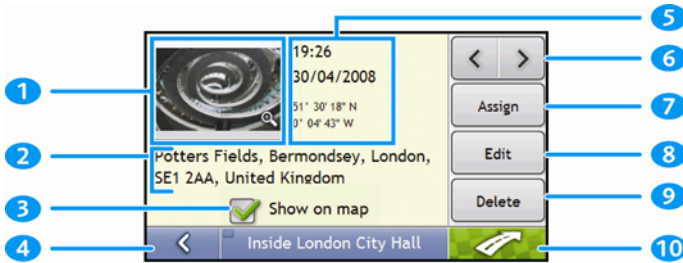 5
19:26
30/04/2008
51° 30' 18" N
0° 04' 43" W
6
1
Assign
7
2
Potters Fields, Bermondsey, London,
SE1 2AA, United Kingdom
Edit
8
3
Show on map
Delete
9
4
Inside London City Hall
10